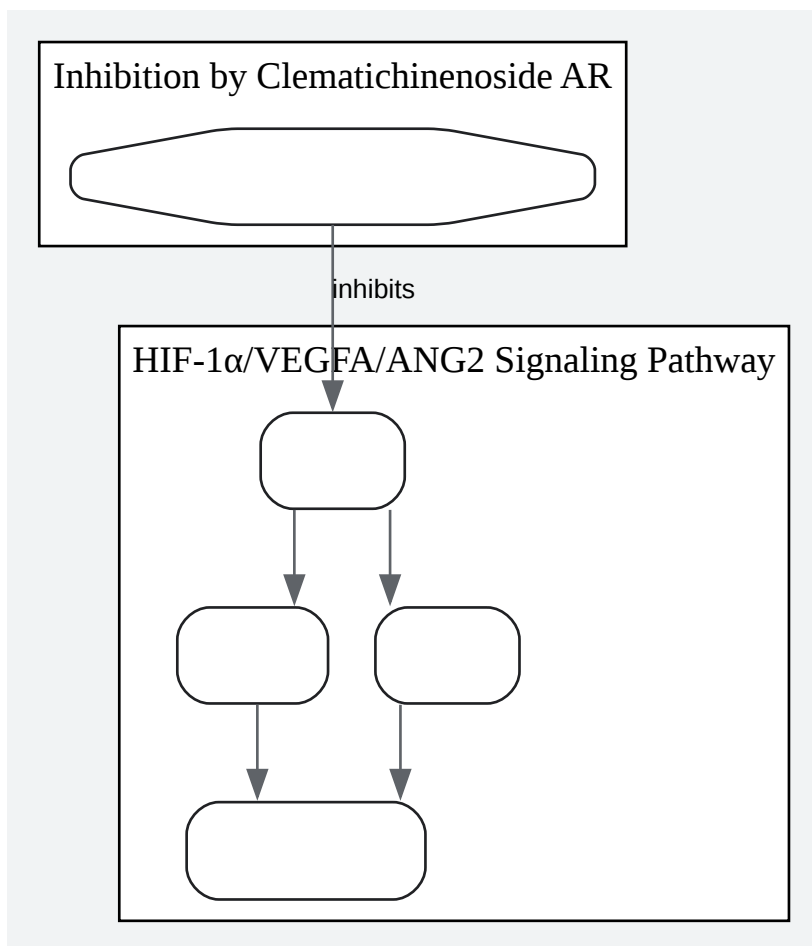 Inhibition by Clematichinenoside AR
inhibits
HIF-1α/VEGFA/ANG2 Signaling Pathway